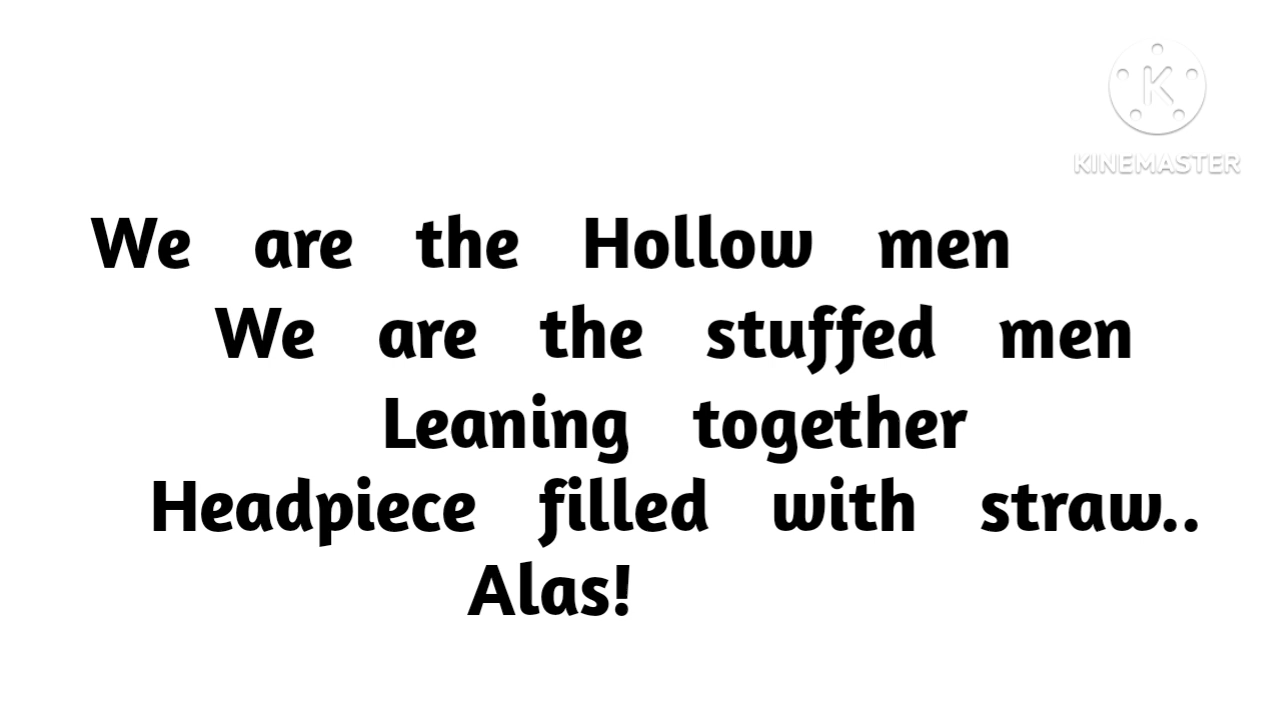 KINEMASTER
We are the Hollow men
We are the stuffed men
Leaning together
Headpiece filled with straw..
Alas!